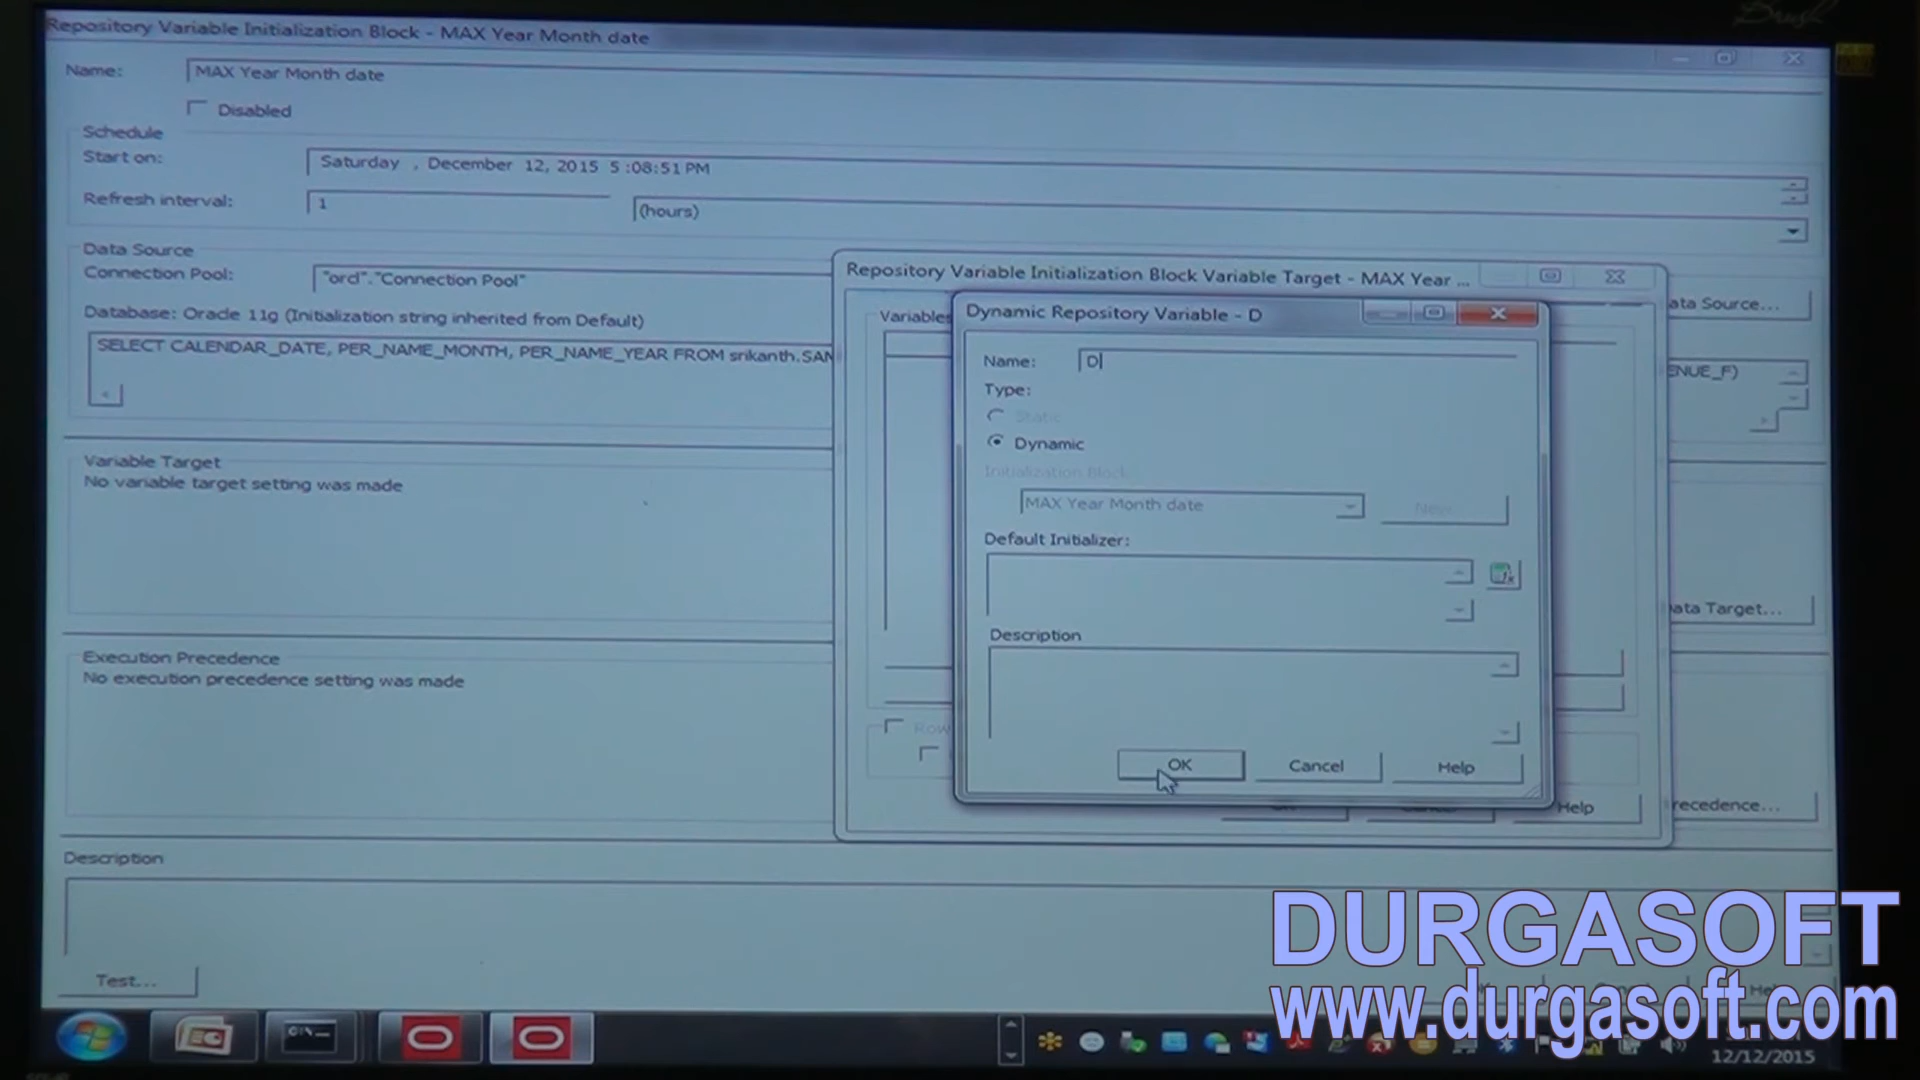 Repository Variable Initialization Block - MAX Year Month date
Name: MAX Year Month date
Disabled
Schedule
Start on: Saturday , December 12, 2015 5 :08:51 PM
Refresh interval: 1 (hours)
Data Source
Connection Pool: "orcl"."Connection Pool"
Database: Oracle 11g (Initialization string inherited from Default)
SELECT CALENDAR_DATE, PER_NAME_MONTH, PER_NAME_YEAR FROM srikanth.SAN
ENUE_F)
ata Source...
Variable Target
No variable target setting was made
ata Target...
Execution Precedence
No execution precedence setting was made
recedence...
Description
Test...
Repository Variable Initialization Block Variable Target - MAX Year ...
Variables
Row
Help
Dynamic Repository Variable - D
Name: D
Type:
Static
Dynamic
Initialization Block
MAX Year Month date
New...
Default Initializer:
Description
OK Cancel Help
DURGASOFT
www.durgasoft.com
12/12/2015